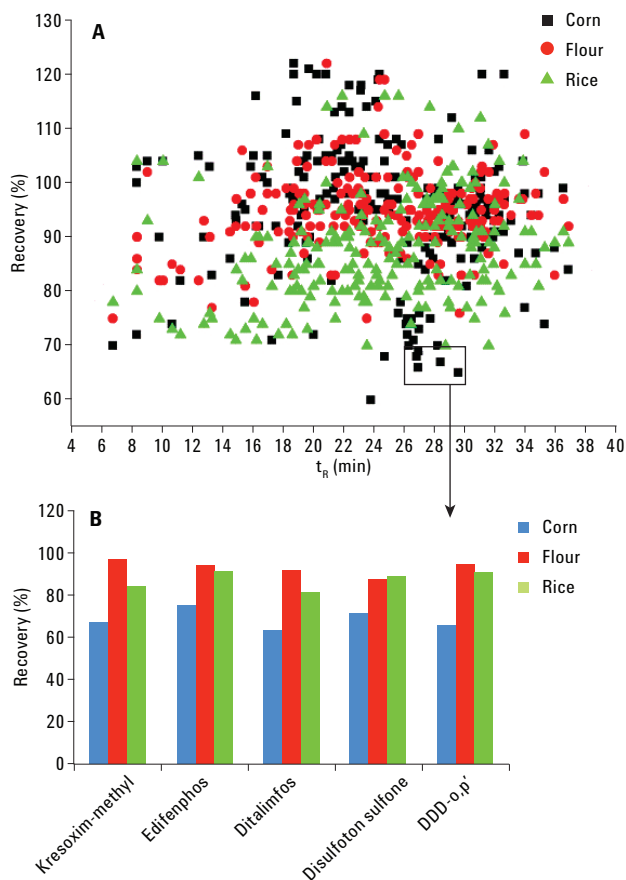 A
Corn
Flour
Rice
Recovery (%)
130
120
110
100
90
80
70
60
4 6 8 10 12 14 16 18 20 22 24 26 28 30 32 34 36 38 40
tR (min)
B
Corn
Flour
Rice
Recovery (%)
120
100
80
60
40
20
0
Kresoxim-methyl
Edifenphos
Ditalimfos
Disulfoton sulfone
DDD-o,p′